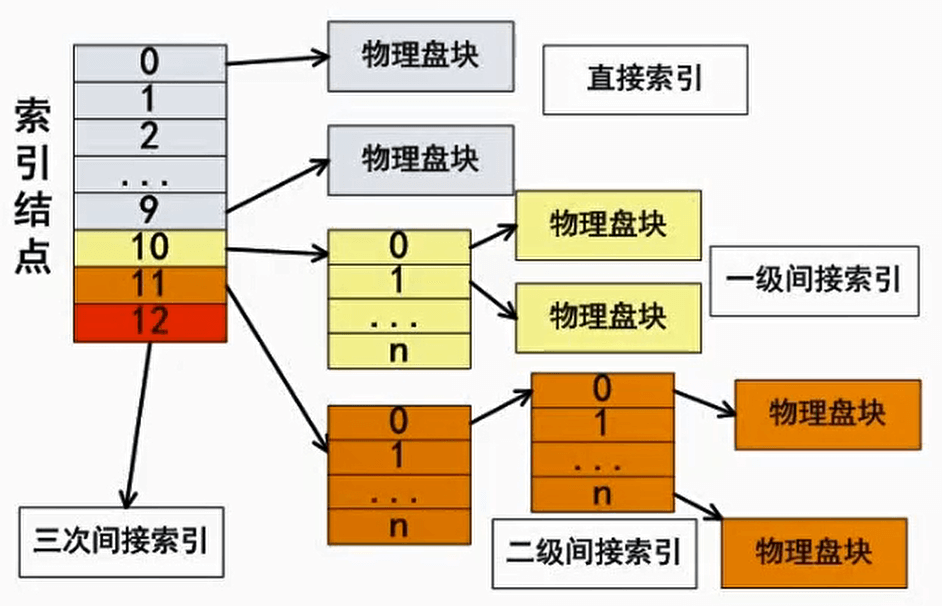 索引结点
0
1
2
...
9
10
11
12
物理盘块
直接索引
物理盘块
0
1
...
n
物理盘块
物理盘块
一级间接索引
0
1
...
n
0
1
...
n
物理盘块
物理盘块
二级间接索引
三次间接索引